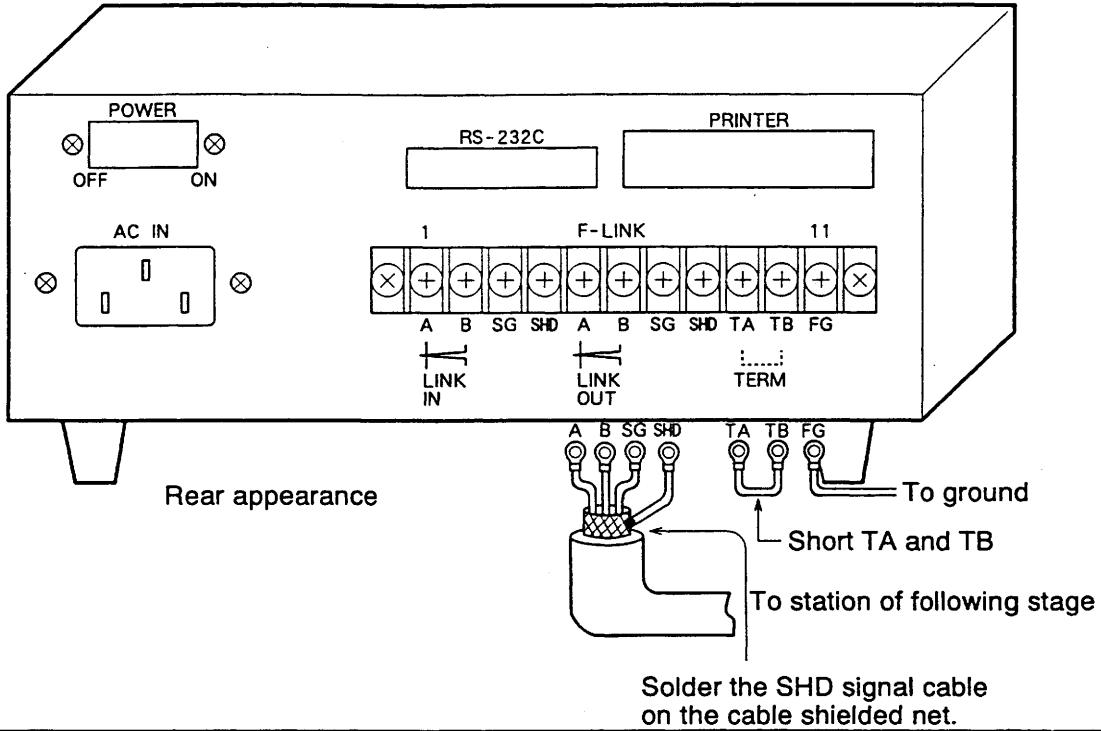 POWER
OFF ON
RS-232C
PRINTER
AC IN
1 F-LINK 11
A B SG SHD A B SG SHD TA TB FG
LINK
IN
LINK
OUT
TERM
A B SG SHD TA TB FG
Rear appearance
To ground
Short TA and TB
To station of following stage
Solder the SHD signal cable
on the cable shielded net.